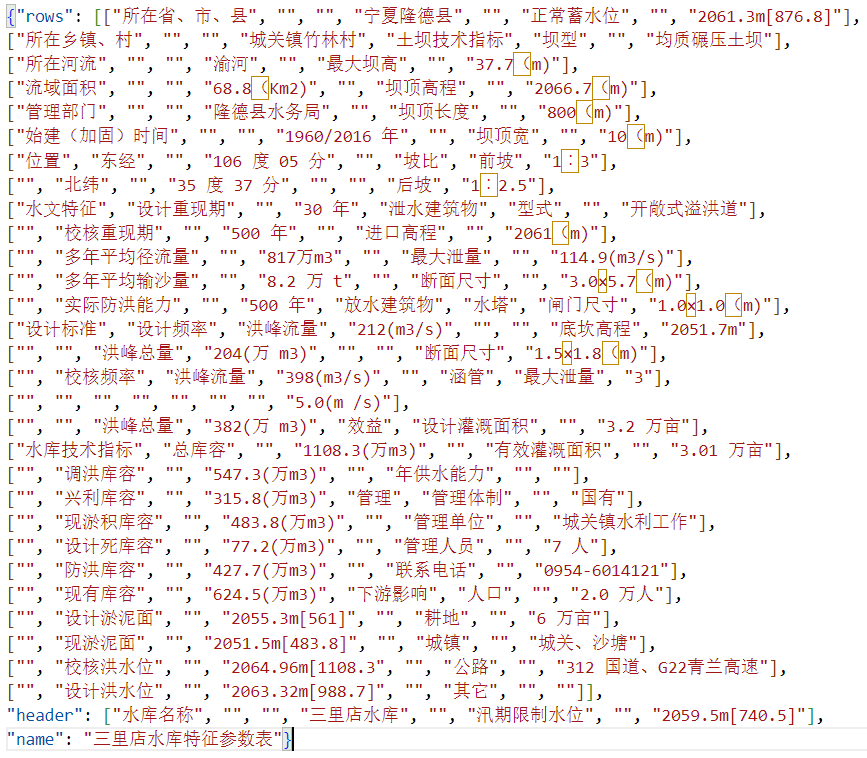 {"rows": [["所在省、市、县", "", "", "宁夏隆德县", "", "正常蓄水位", "", "2061.3m[876.8]"],
["所在乡镇、村", "", "", "城关镇竹林村", "土坝技术指标", "坝型", "", "均质碾压土坝"],
["所在河流", "", "", "渝河", "", "最大坝高", "", "37.7（m)"],
["流域面积", "", "", "68.8（Km2)", "", "坝顶高程", "", "2066.7（m)"],
["管理部门", "", "", "隆德县水务局", "", "坝顶长度", "", "800（m)"],
["始建（加固）时间", "", "", "1960/2016 年", "", "坝顶宽", "", "10（m)"],
["位置", "东经", "", "106 度 05 分", "", "坡比", "前坡", "1：3"],
["", "北纬", "", "35 度 37 分", "", "", "后坡", "1：2.5"],
["水文特征", "设计重现期", "", "30 年", "泄水建筑物", "型式", "", "开敞式溢洪道"],
["", "校核重现期", "", "500 年", "", "进口高程", "", "2061（m)"],
["", "多年平均径流量", "", "817万m3", "", "最大泄量", "", "114.9(m3/s)"],
["", "多年平均输沙量", "", "8.2 万 t", "", "断面尺寸", "", "3.0×5.7（m)"],
["", "实际防洪能力", "", "500 年", "放水建筑物", "水塔", "闸门尺寸", "1.0×1.0（m)"],
["设计标准", "设计频率", "洪峰流量", "212(m3/s)", "", "", "底坎高程", "2051.7m"],
["", "", "洪峰总量", "204(万 m3)", "", "", "断面尺寸", "1.5×1.8（m)"],
["", "校核频率", "洪峰流量", "398(m3/s)", "", "涵管", "最大泄量", "3"],
["", "", "", "", "", "", "", "5.0(m /s)"],
["", "", "洪峰总量", "382(万 m3)", "效益", "设计灌溉面积", "", "3.2 万亩"],
["水库技术指标", "总库容", "", "1108.3(万m3)", "", "有效灌溉面积", "", "3.01 万亩"],
["", "调洪库容", "", "547.3(万m3)", "", "年供水能力", "", ""],
["", "兴利库容", "", "315.8(万m3)", "管理", "管理体制", "", "国有"],
["", "现淤积库容", "", "483.8(万m3)", "", "管理单位", "", "城关镇水利工作"],
["", "设计死库容", "", "77.2(万m3)", "", "管理人员", "", "7 人"],
["", "防洪库容", "", "427.7(万m3)", "", "联系电话", "", "0954-6014121"],
["", "现有库容", "", "624.5(万m3)", "下游影响", "人口", "", "2.0 万人"],
["", "设计淤泥面", "", "2055.3m[561]", "", "耕地", "", "6 万亩"],
["", "现淤泥面", "", "2051.5m[483.8]", "", "城镇", "", "城关、沙塘"],
["", "校核洪水位", "", "2064.96m[1108.3", "", "公路", "", "312 国道、G22青兰高速"],
["", "设计洪水位", "", "2063.32m[988.7]", "", "其它", "", ""]],
"header": ["水库名称", "", "", "三里店水库", "", "汛期限制水位", "", "2059.5m[740.5]"],
"name": "三里店水库特征参数表"}